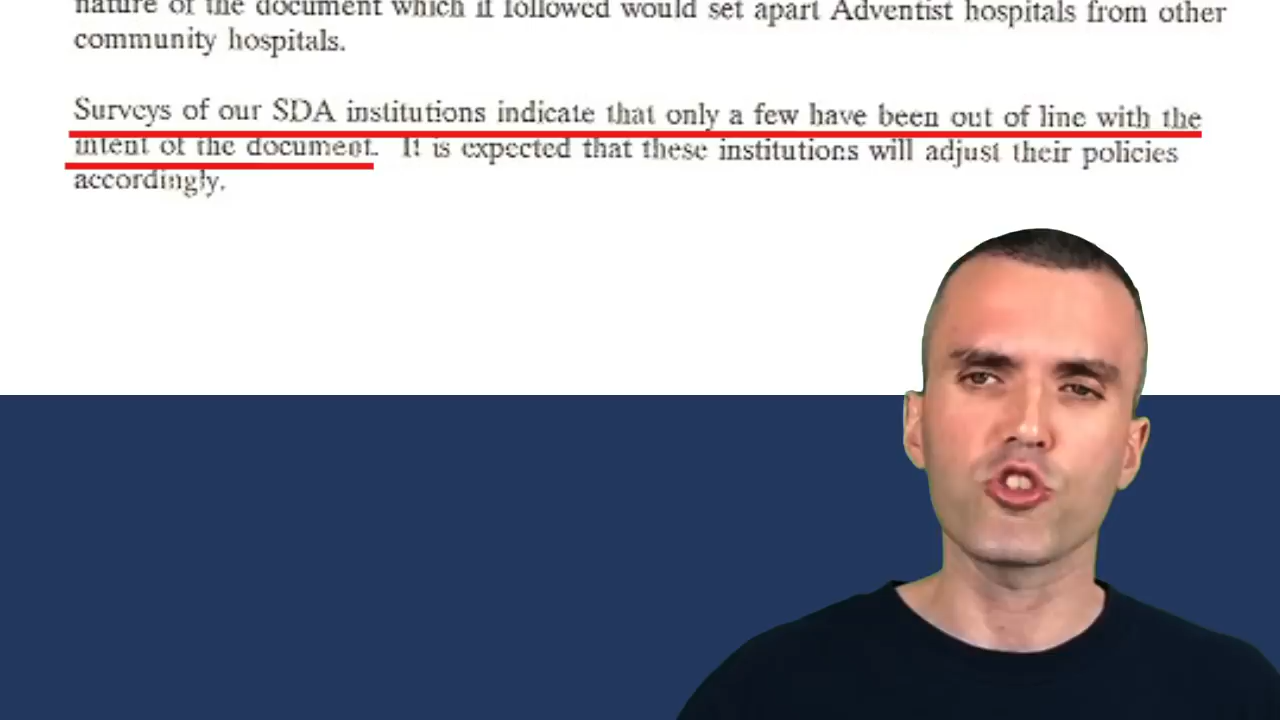 nature of the document which if followed would set apart Adventist hospitals from other
community hospitals.
Surveys of our SDA institutions indicate that only a few have been out of line with the
intent of the document. It is expected that these institutions will adjust their policies
accordingly.